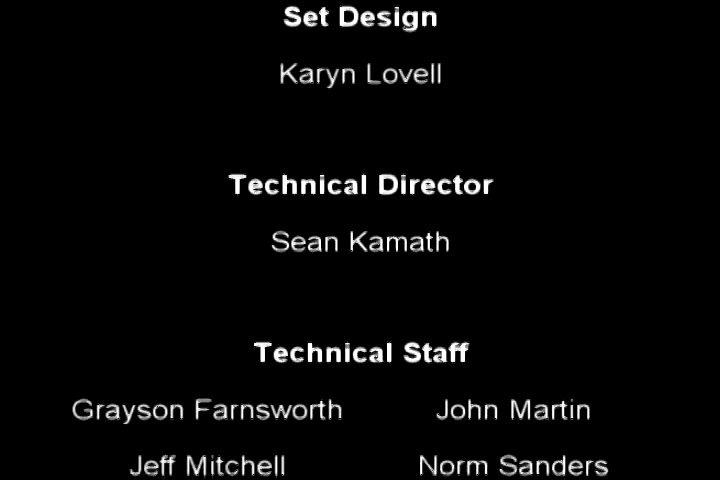 Set Design
Karyn Lovell
Technical Director
Sean Kamath
Technical Staff
Grayson Farnsworth John Martin
Jeff Mitchell Norm Sanders